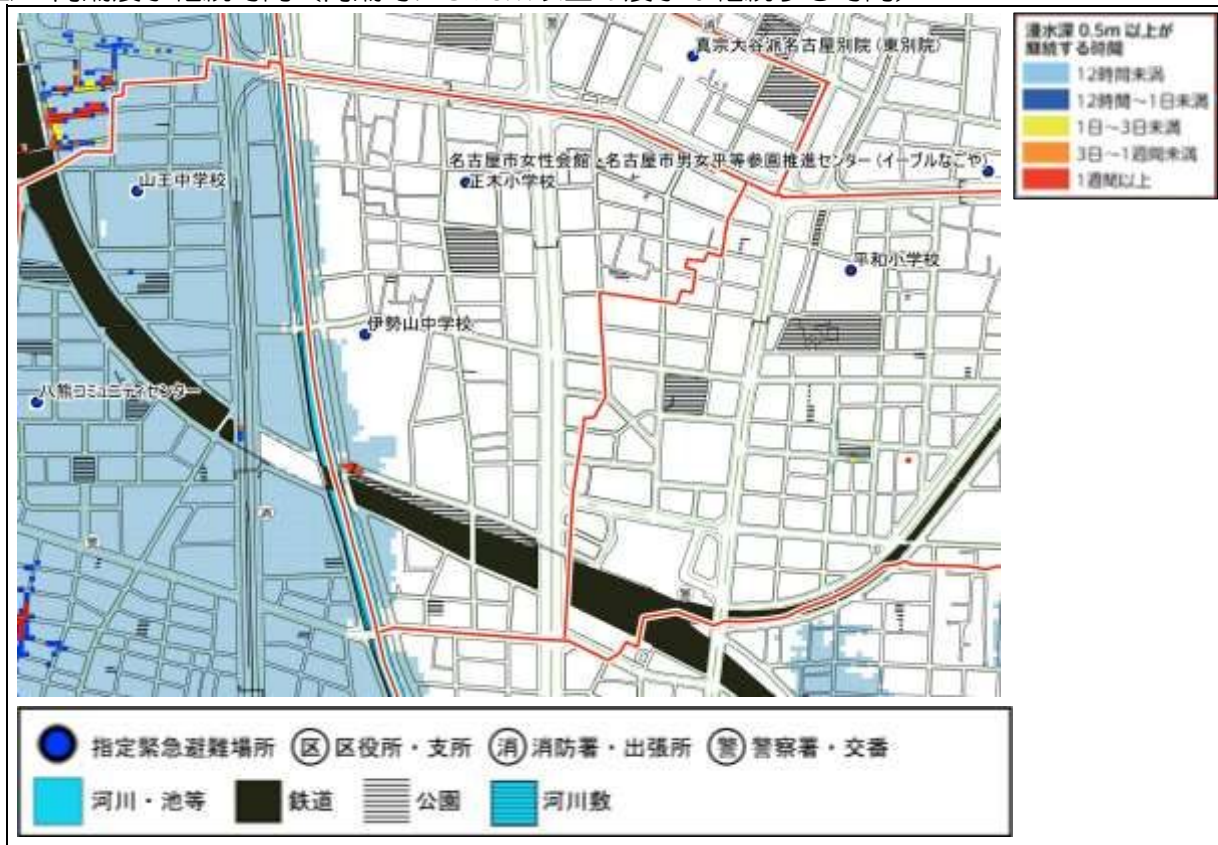 浸水深 0.5m 以上が
継続する時間
12時間未満
12時間～1日未満
1日～3日未満
3日～1週間未満
1週間以上
真宗大谷派名古屋別院（東別院）
名古屋市女性会館・名古屋市男女平等参画推進センター（イーブルなごや）
山王中学校
正木小学校
平和小学校
伊勢山中学校
八熊コミュニティセンター
消
消
警
警
指定緊急避難場所 区 区役所・支所 消 消防署・出張所 警 警察署・交番
河川・池等 鉄道 公園 河川敷